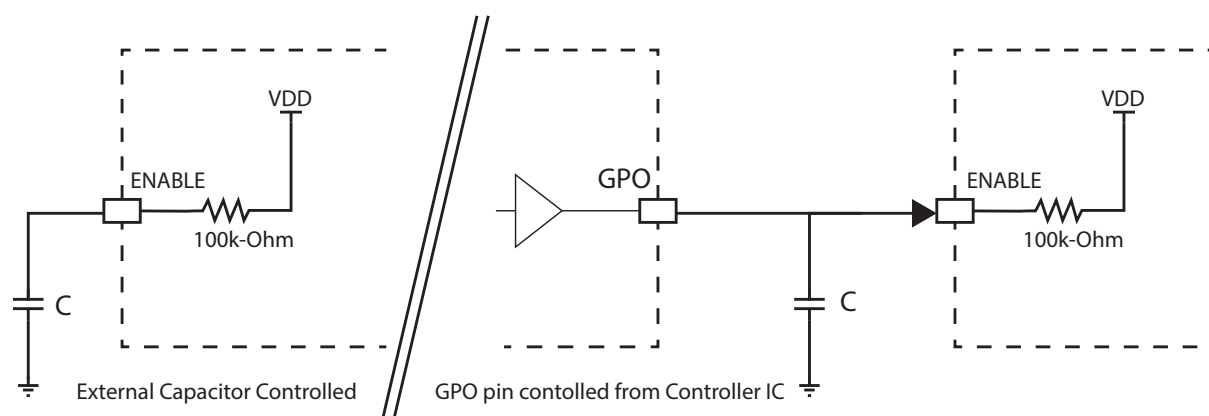 VDD
ENABLE
100k-Ohm
C
External Capacitor Controlled
GPO
C
GPO pin contolled from Controller IC
VDD
ENABLE
100k-Ohm